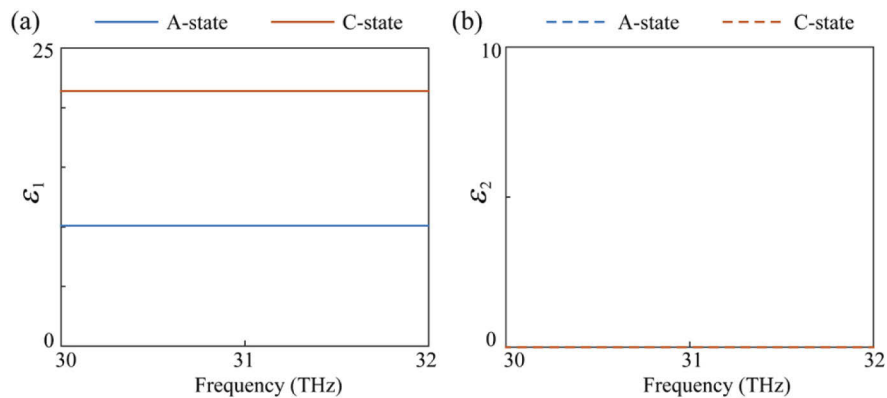 (a) A-state C-state
25
ε1
0
30 31 32
Frequency (THz)
(b) A-state C-state
10
ε2
0
30 31 32
Frequency (THz)